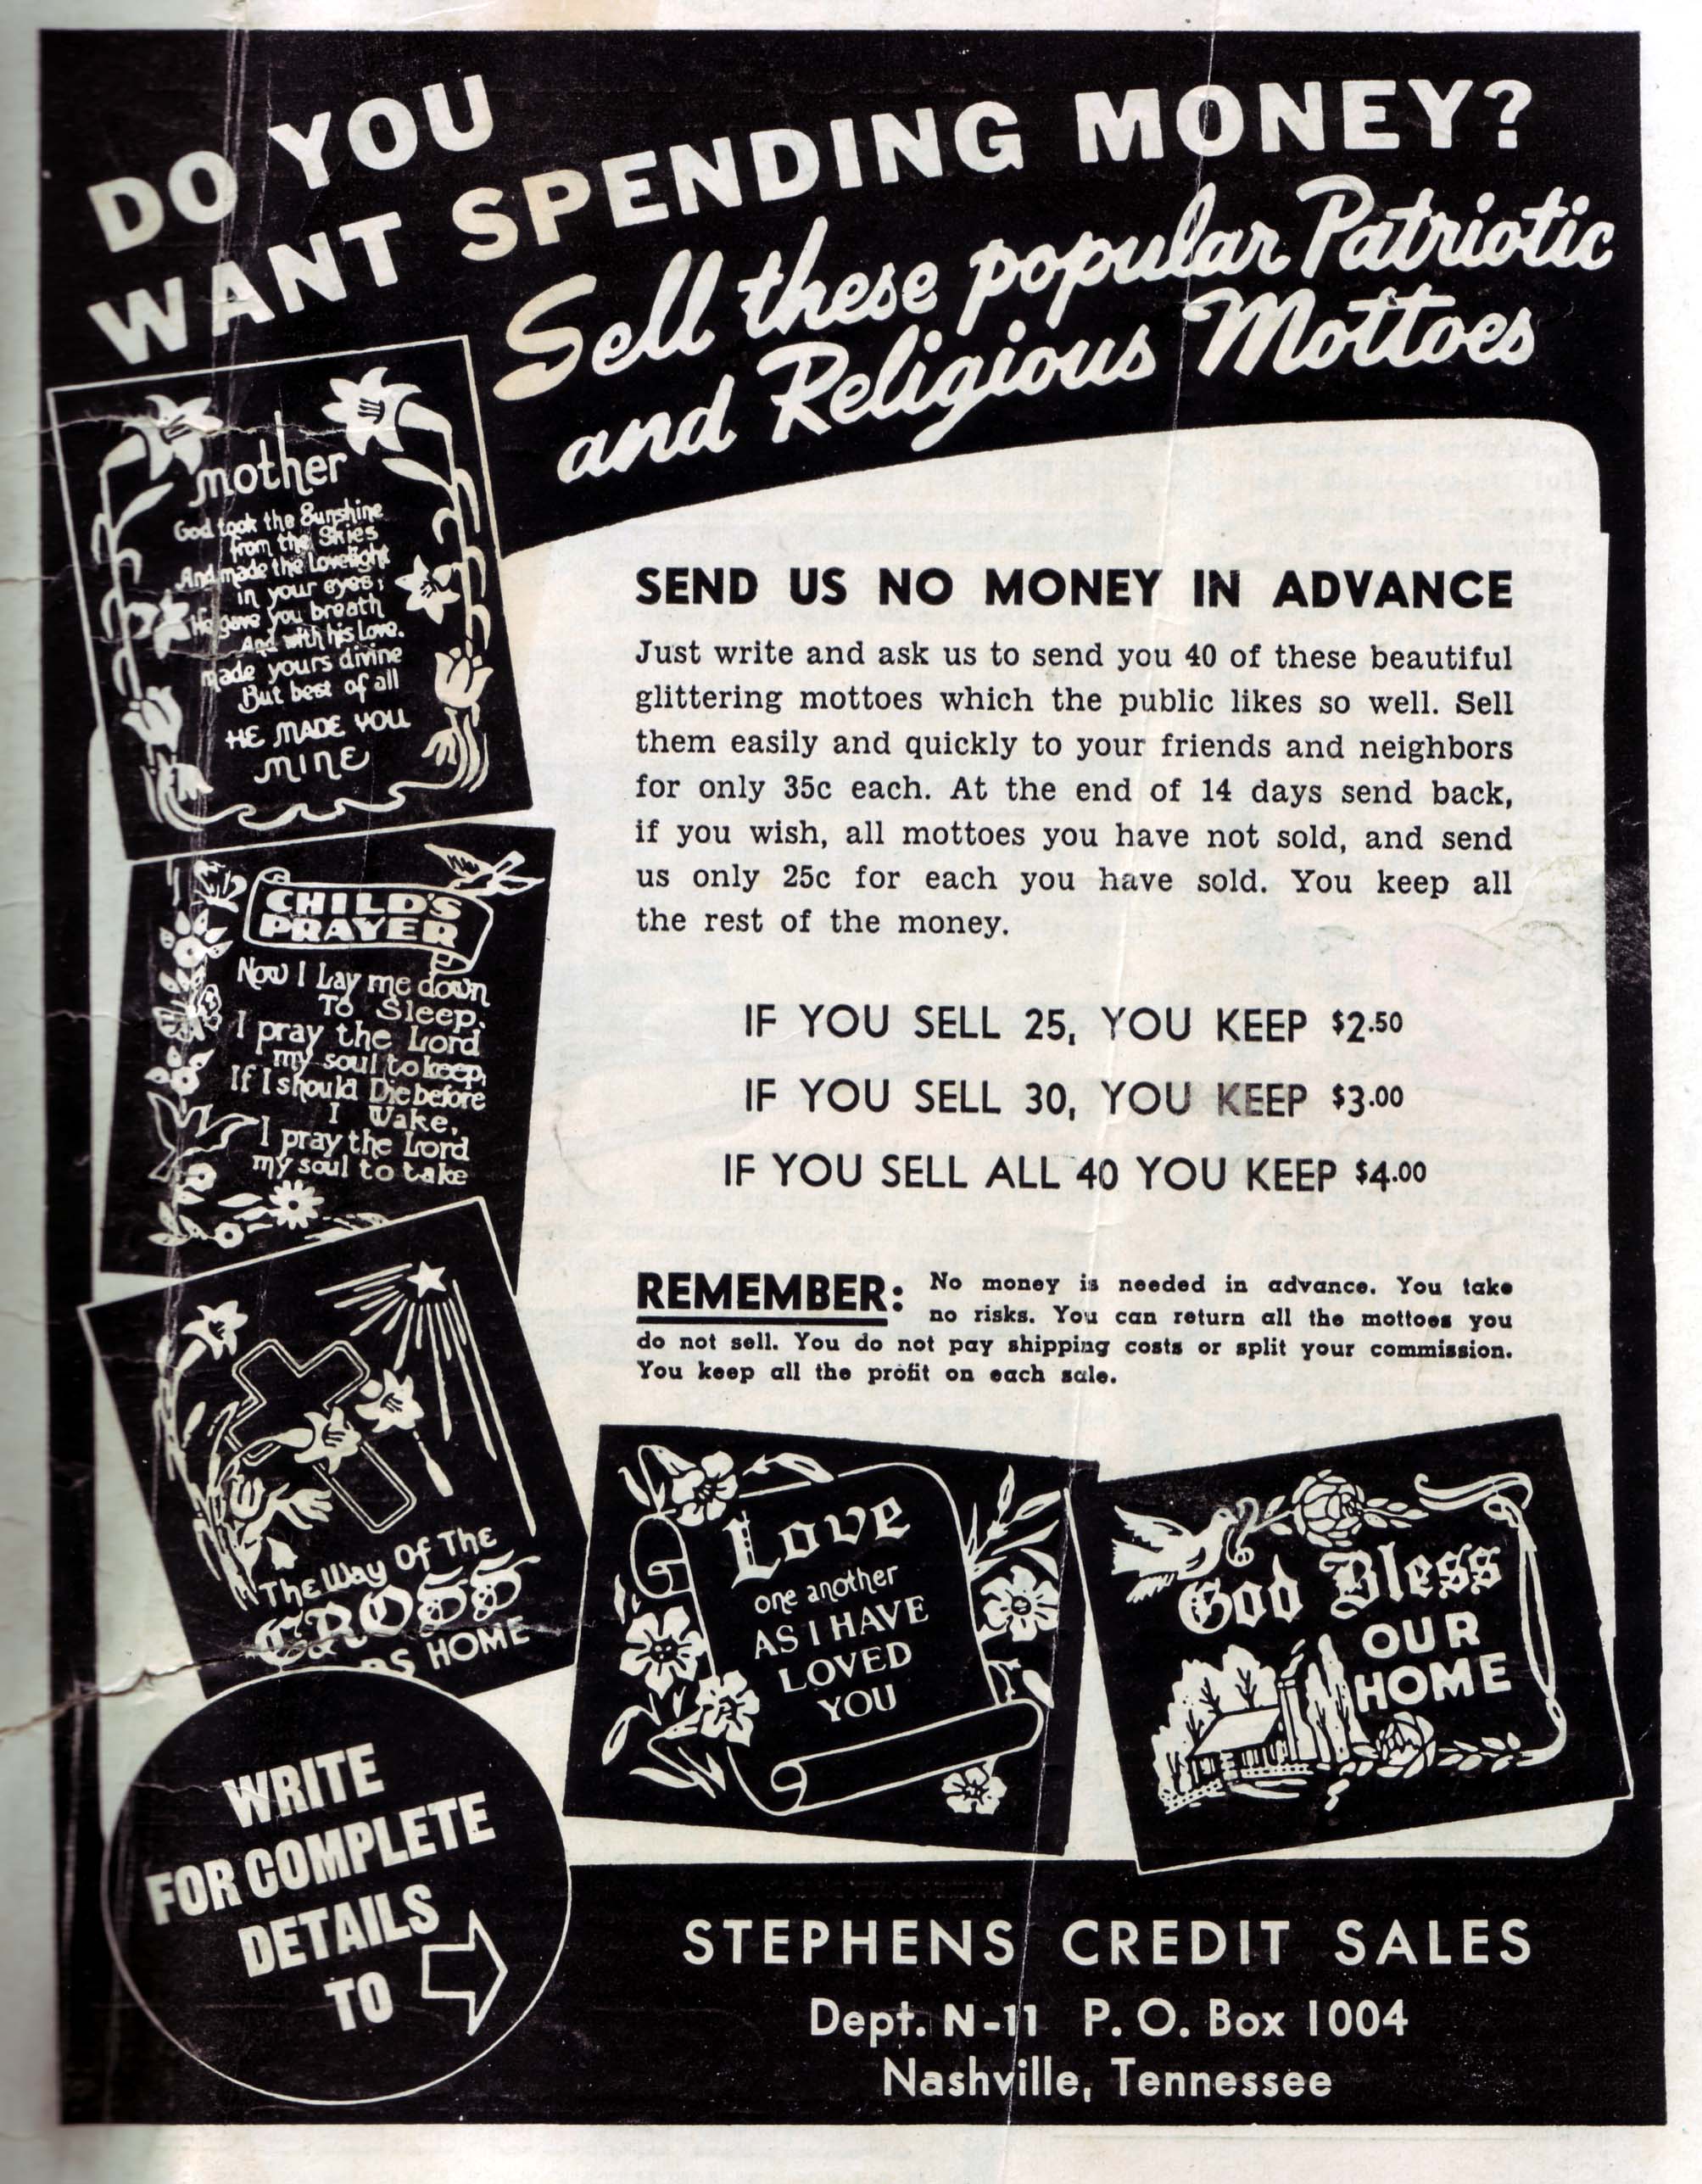 DO YOU
WANT SPENDING MONEY?
Sell these popular Patriotic
and Religious Mottoes
mother
God took the Sunshine
from the Skies
And made the Lovelight
in your eyes;
He gave you breath
And with his Love.
made yours divine
But best of all
HE MADE YOU
MINE
CHILD'S
PRAYER
Now I Lay me down
To Sleep.
I pray the Lord
my soul to keep,
If I should Die before
I Wake,
I pray the Lord
my soul to take
The Way Of The
CROSS
HOME
SEND US NO MONEY IN ADVANCE
Just write and ask us to send you 40 of these beautiful
glittering mottoes which the public likes so well. Sell
them easily and quickly to your friends and neighbors
for only 35c each. At the end of 14 days send back,
if you wish, all mottoes you have not sold, and send
us only 25c for each you have sold. You keep all
the rest of the money.
IF YOU SELL 25, YOU KEEP $2.50
IF YOU SELL 30, YOU KEEP $3.00
IF YOU SELL ALL 40 YOU KEEP $4.00
REMEMBER: No money is needed in advance. You take
no risks. You can return all the mottoes you
do not sell. You do not pay shipping costs or split your commission.
You keep all the profit on each sale.
Love
one another
AS I HAVE
LOVED
YOU
God Bless
OUR
HOME
WRITE
FOR COMPLETE
DETAILS
TO
STEPHENS CREDIT SALES
Dept. N-11 P. O. Box 1004
Nashville, Tennessee